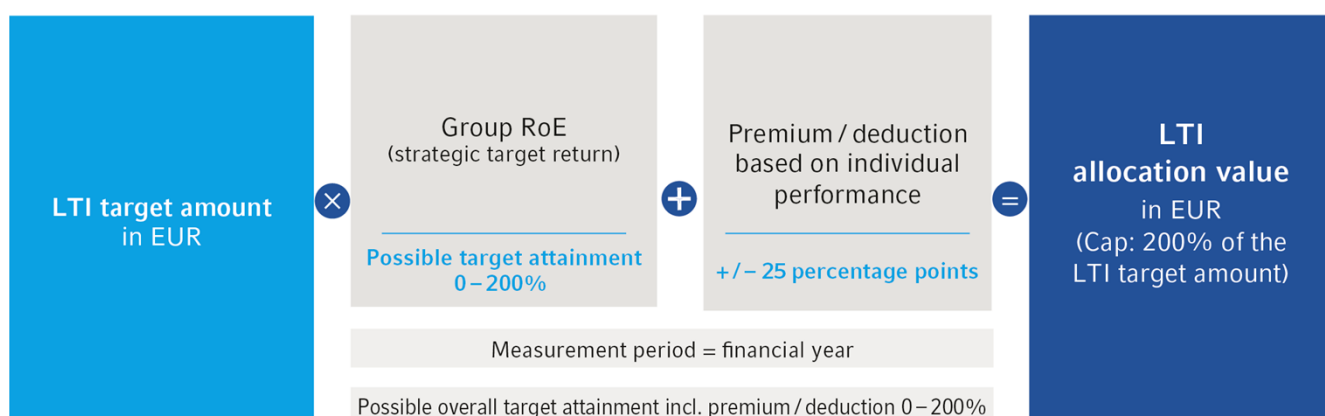 LTI target amount
in EUR
×
Group RoE
(strategic target return)
Possible target attainment
0 – 200%
+
Premium / deduction
based on individual
performance
+ / – 25 percentage points
=
LTI
allocation value
in EUR
(Cap: 200% of the
LTI target amount)
Measurement period = financial year
Possible overall target attainment incl. premium / deduction 0 – 200%